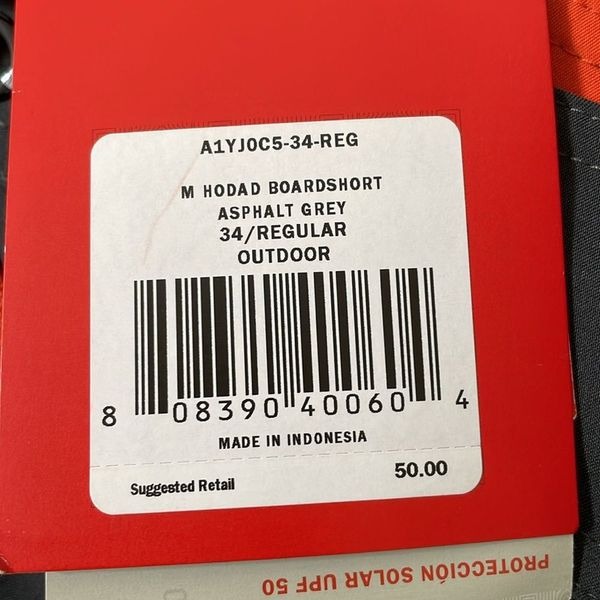 A1YJ0C5-34-REG
M HODAD BOARDSHORT
ASPHALT GREY
34/REGULAR
OUTDOOR
8 08390 40060 4
MADE IN INDONESIA
Suggested Retail 50.00
PROTECCIÓN SOLAR UPF 50